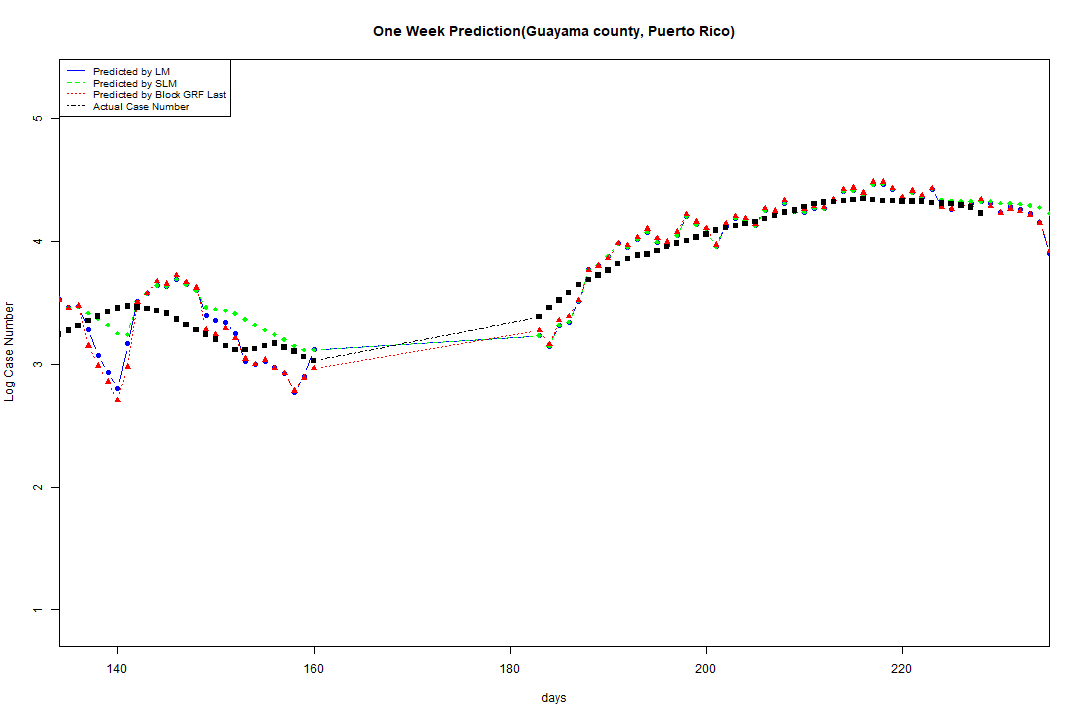 One Week Prediction(Guayama county, Puerto Rico)
Predicted by LM
Predicted by SLM
Predicted by Block GRF Last
Actual Case Number
5
4
3
2
1
Log Case Number
140 160 180 200 220
days